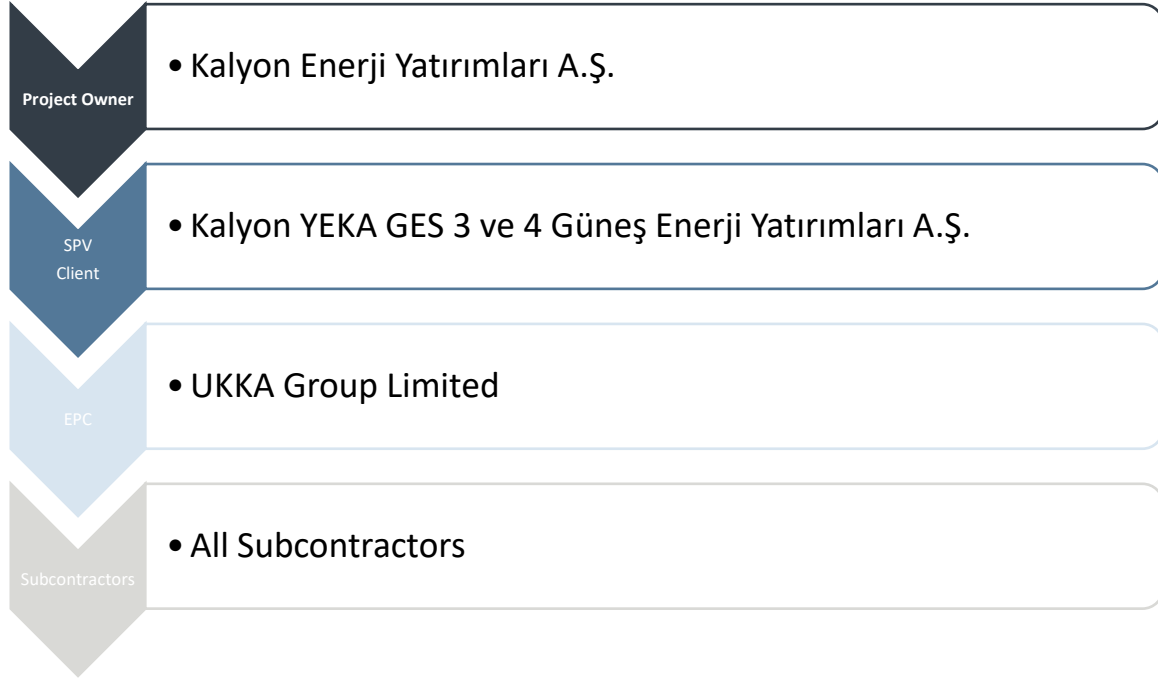 Project Owner
• Kalyon Enerji Yatırımları A.Ş.
SPV
Client
• Kalyon YEKA GES 3 ve 4 Güneş Enerji Yatırımları A.Ş.
EPC
• UKKA Group Limited
Subcontractors
• All Subcontractors